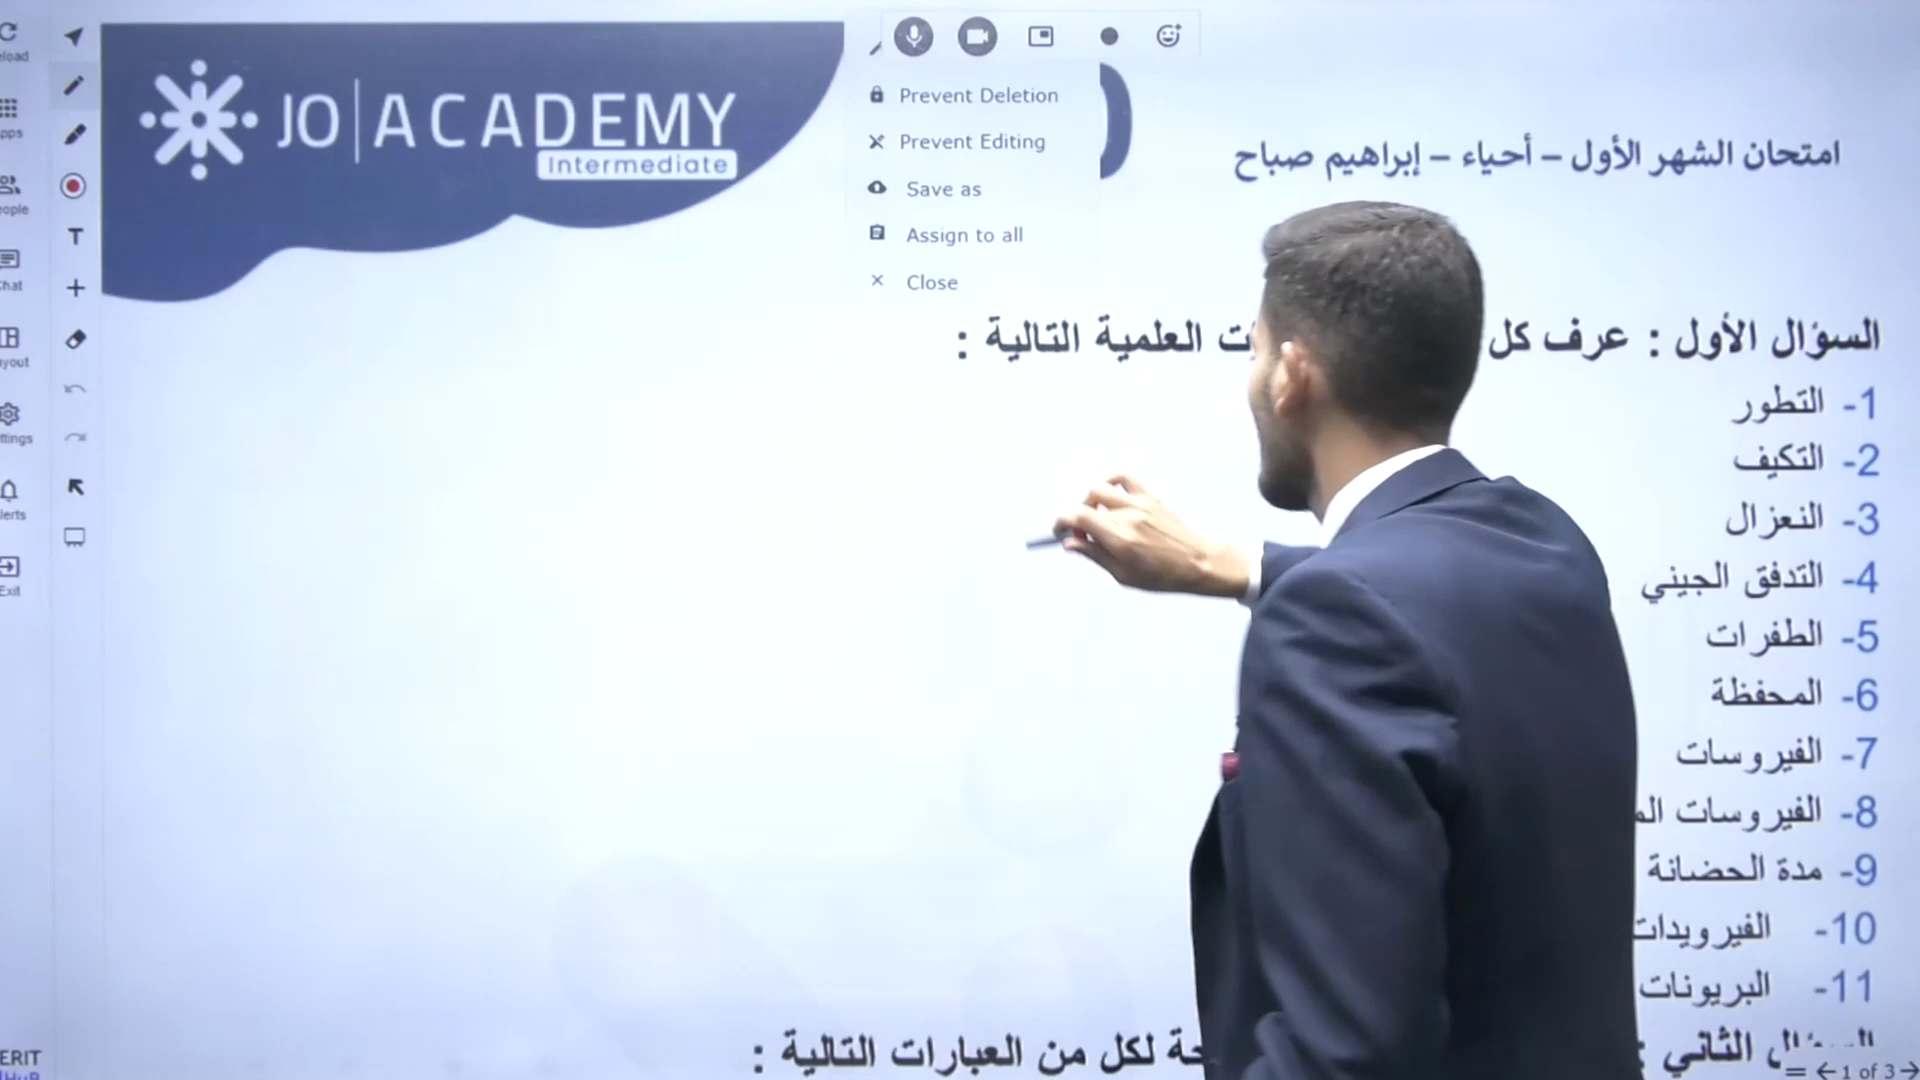 JO ACADEMY
Intermediate
Prevent Deletion
Prevent Editing
Save as
Assign to all
Close
امتحان الشهر الأول – أحياء – إبراهيم صباح
السؤال الأول : عرف كل العلمية التالية :
1- التطور
2- التكيف
3- النعزال
4- التدفق الجيني
5- الطفرات
6- المحفظة
7- الفيروسات
8- الفيروسات
9- مدة الحضانة
10- الفيرويدات
11- البريونات
الثاني : لكل من العبارات التالية :
1 of 3
Exit